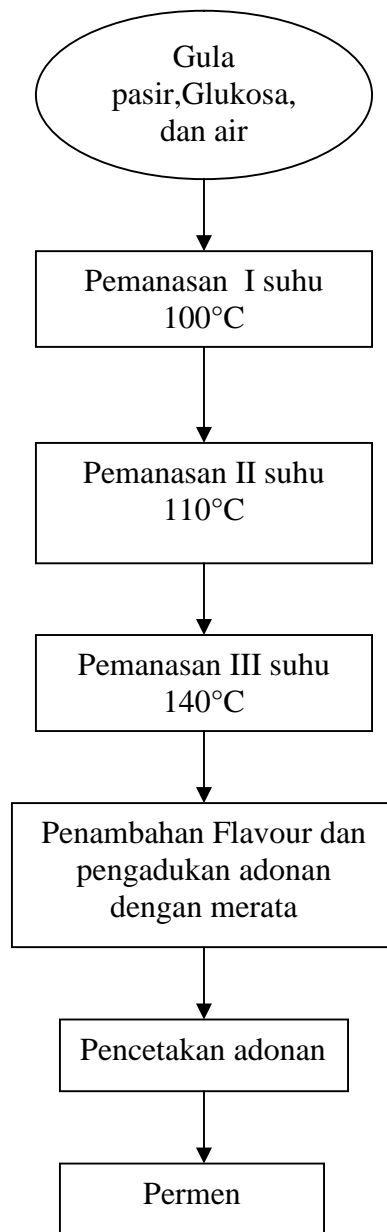 Gula
pasir,Glukosa,
dan air
Pemanasan I suhu
100°C
Pemanasan II suhu
110°C
Pemanasan III suhu
140°C
Penambahan Flavour dan
pengadukan adonan
dengan merata
Pencetakan adonan
Permen